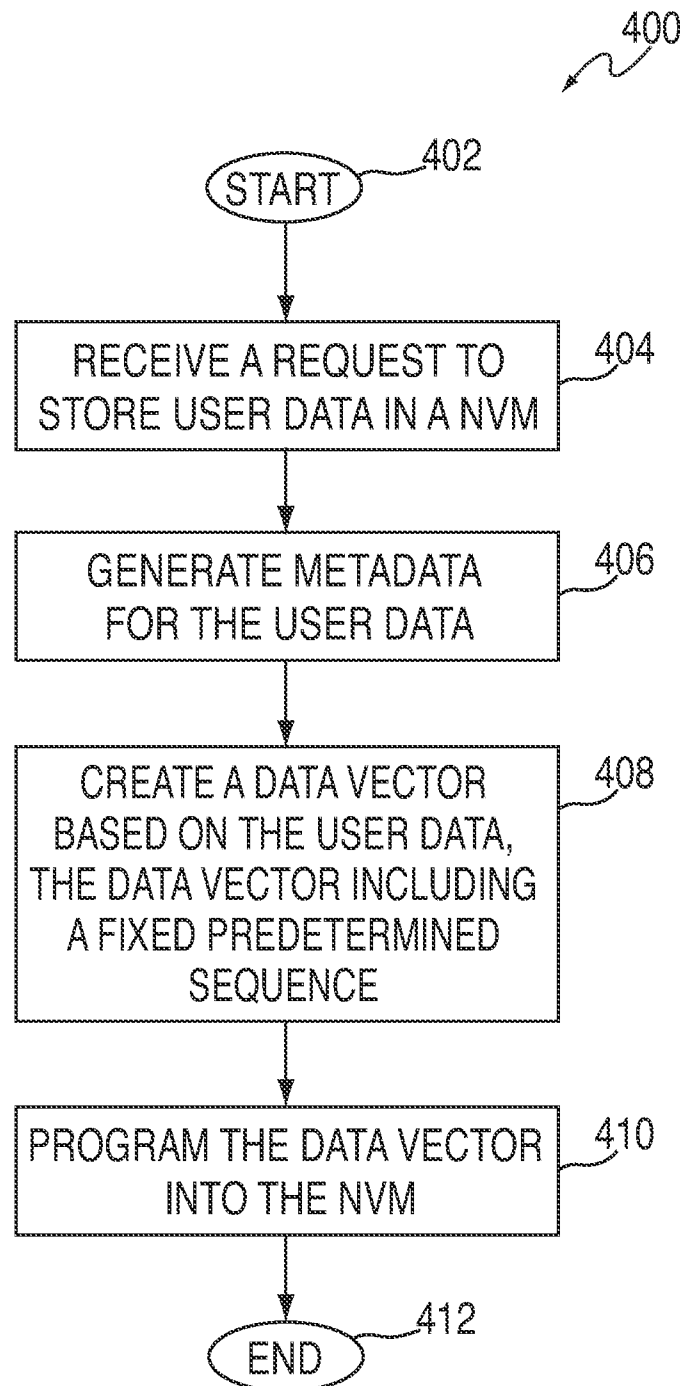 400
START
402
RECEIVE A REQUEST TO
STORE USER DATA IN A NVM
404
GENERATE METADATA
FOR THE USER DATA
406
CREATE A DATA VECTOR
BASED ON THE USER DATA,
THE DATA VECTOR INCLUDING
A FIXED PREDETERMINED
SEQUENCE
408
PROGRAM THE DATA VECTOR
INTO THE NVM
410
END
412